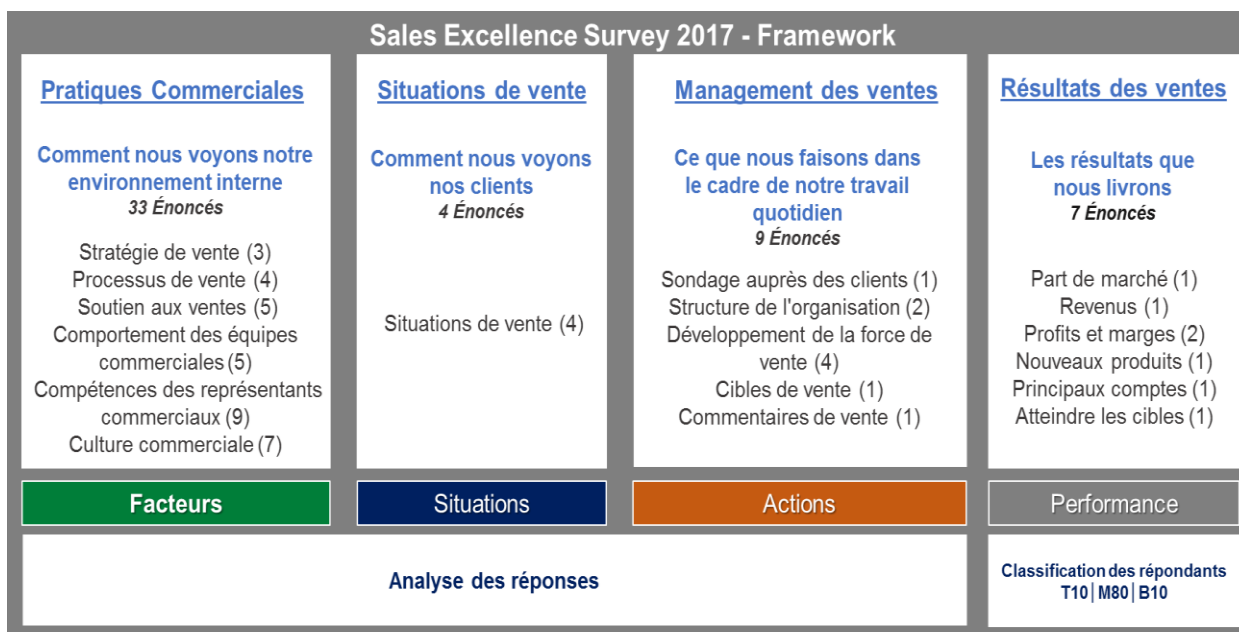 Sales Excellence Survey 2017 - Framework
Pratiques Commerciales
Comment nous voyons notre
environnement interne
33 Énoncés
Stratégie de vente (3)
Processus de vente (4)
Soutien aux ventes (5)
Comportement des équipes
commerciales (5)
Compétences des représentants
commerciaux (9)
Culture commerciale (7)
Facteurs
Situations de vente
Comment nous voyons
nos clients
4 Énoncés
Situations de vente (4)
Situations
Management des ventes
Ce que nous faisons dans
le cadre de notre travail
quotidien
9 Énoncés
Sondage auprès des clients (1)
Structure de l'organisation (2)
Développement de la force de
vente (4)
Cibles de vente (1)
Commentaires de vente (1)
Actions
Résultats des ventes
Les résultats que
nous livrons
7 Énoncés
Part de marché (1)
Revenus (1)
Profits et marges (2)
Nouveaux produits (1)
Principaux comptes (1)
Atteindre les cibles (1)
Performance
Analyse des réponses
Classification des répondants
T10│M80│B10